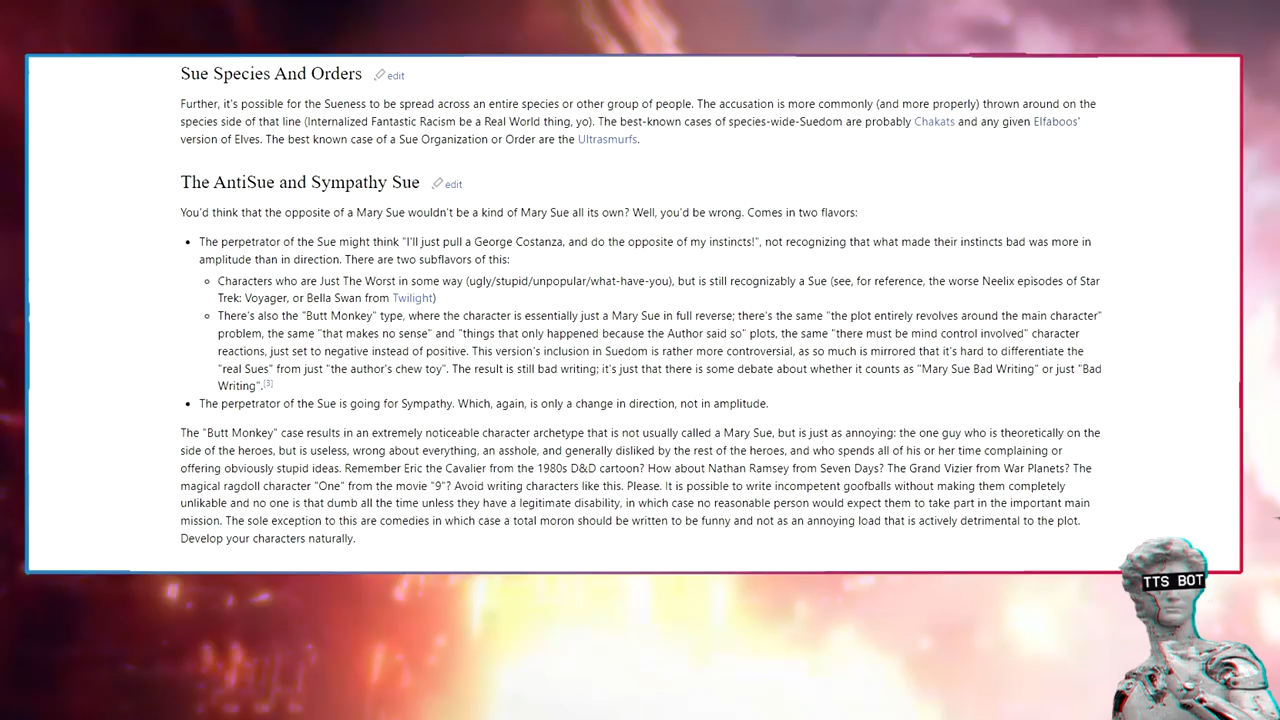 Sue Species And Orders edit
Further, it's possible for the Sueness to be spread across an entire species or other group of people. The accusation is more commonly (and more properly) thrown around on the
species side of that line (Internalized Fantastic Racism be a Real World thing, yo). The best-known cases of species-wide-Suedom are probably Chakats and any given Elfaboos'
version of Elves. The best known case of a Sue Organization or Order are the Ultrasmurfs.
The AntiSue and Sympathy Sue edit
You'd think that the opposite of a Mary Sue wouldn't be a kind of Mary Sue all its own? Well, you'd be wrong. Comes in two flavors:
• The perpetrator of the Sue might think "I'll just pull a George Costanza, and do the opposite of my instincts!", not recognizing that what made their instincts bad was more in
amplitude than in direction. There are two subflavors of this:
◦ Characters who are Just The Worst in some way (ugly/stupid/unpopular/what-have-you), but is still recognizably a Sue (see, for reference, the worse Neelix episodes of Star
Trek: Voyager, or Bella Swan from Twilight)
◦ There's also the "Butt Monkey" type, where the character is essentially just a Mary Sue in full reverse; there's the same "the plot entirely revolves around the main character"
problem, the same "that makes no sense" and "things that only happened because the Author said so" plots, the same "there must be mind control involved" character
reactions, just set to negative instead of positive. This version's inclusion in Suedom is rather more controversial, as so much is mirrored that it's hard to differentiate the
"real Sues" from just "the author's chew toy". The result is still bad writing; it's just that there is some debate about whether it counts as "Mary Sue Bad Writing" or just "Bad
Writing".[3]
• The perpetrator of the Sue is going for Sympathy. Which, again, is only a change in direction, not in amplitude.
The "Butt Monkey" case results in an extremely noticeable character archetype that is not usually called a Mary Sue, but is just as annoying: the one guy who is theoretically on the
side of the heroes, but is useless, wrong about everything, an asshole, and generally disliked by the rest of the heroes, and who spends all of his or her time complaining or
offering obviously stupid ideas. Remember Eric the Cavalier from the 1980s D&D cartoon? How about Nathan Ramsey from Seven Days? The Grand Vizier from War Planets? The
magical ragdoll character "One" from the movie "9"? Avoid writing characters like this. Please. It is possible to write incompetent goofballs without making them completely
unlikable and no one is that dumb all the time unless they have a legitimate disability, in which case no reasonable person would expect them to take part in the important main
mission. The sole exception to this are comedies in which case a total moron should be written to be funny and not as an annoying load that is actively detrimental to the plot.
Develop your characters naturally.
TTS BOT